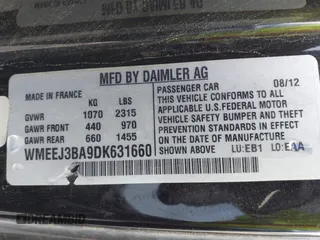 MFD BY DAIMLER AG
MADE IN FRANCE
PASSENGER CAR 08/12
KG LBS
GVWR 1070 2315
GAWR FRONT 440 970
GAWR REAR 660 1455
THIS VEHICLE CONFORMS TO ALL
APPLICABLE U.S.FEDERAL MOTOR
VEHICLE SAFETY BUMPER AND THEFT
PREVENTION STANDARDS IN EFFECT
ON THE DATE OF MANUFACTURE
SHOWN ABOVE
WMEEJ3BA9DK631660
LU:EB1 LO:EAA